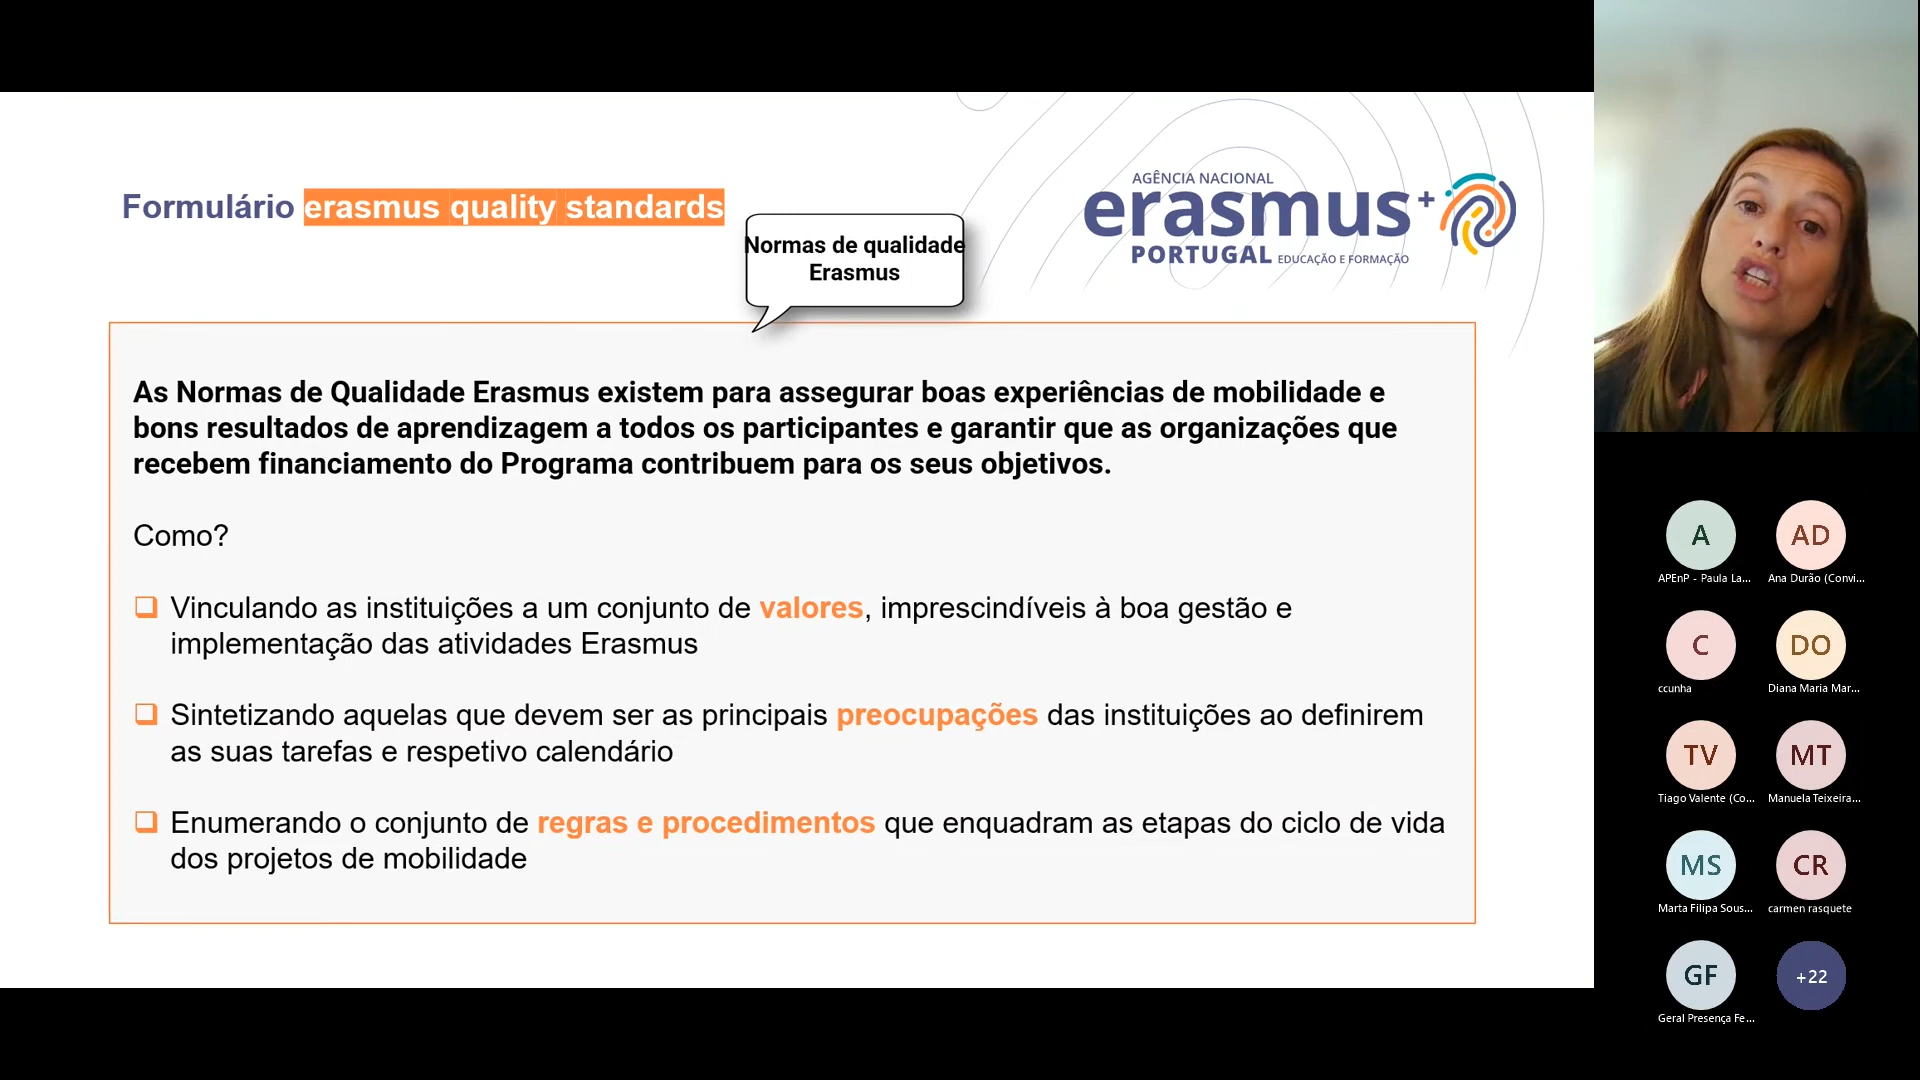 Formulário erasmus quality standards
Normas de qualidade
Erasmus
AGÊNCIA NACIONAL
erasmus+
PORTUGAL EDUCAÇÃO E FORMAÇÃO
As Normas de Qualidade Erasmus existem para assegurar boas experiências de mobilidade e
bons resultados de aprendizagem a todos os participantes e garantir que as organizações que
recebem financiamento do Programa contribuem para os seus objetivos.
Como?
Vinculando as instituições a um conjunto de valores, imprescindíveis à boa gestão e
implementação das atividades Erasmus
Sintetizando aquelas que devem ser as principais preocupações das instituições ao definirem
as suas tarefas e respetivo calendário
Enumerando o conjunto de regras e procedimentos que enquadram as etapas do ciclo de vida
dos projetos de mobilidade
A
APEnP - Paula La...
AD
Ana Durão (Convi...
C
ccunha
DO
Diana Maria Mar...
TV
Tiago Valente (Co...
MT
Manuela Teixeira...
MS
Marta Filipa Sous...
CR
carmen rasquete
GF
Geral Presença Fe...
+22